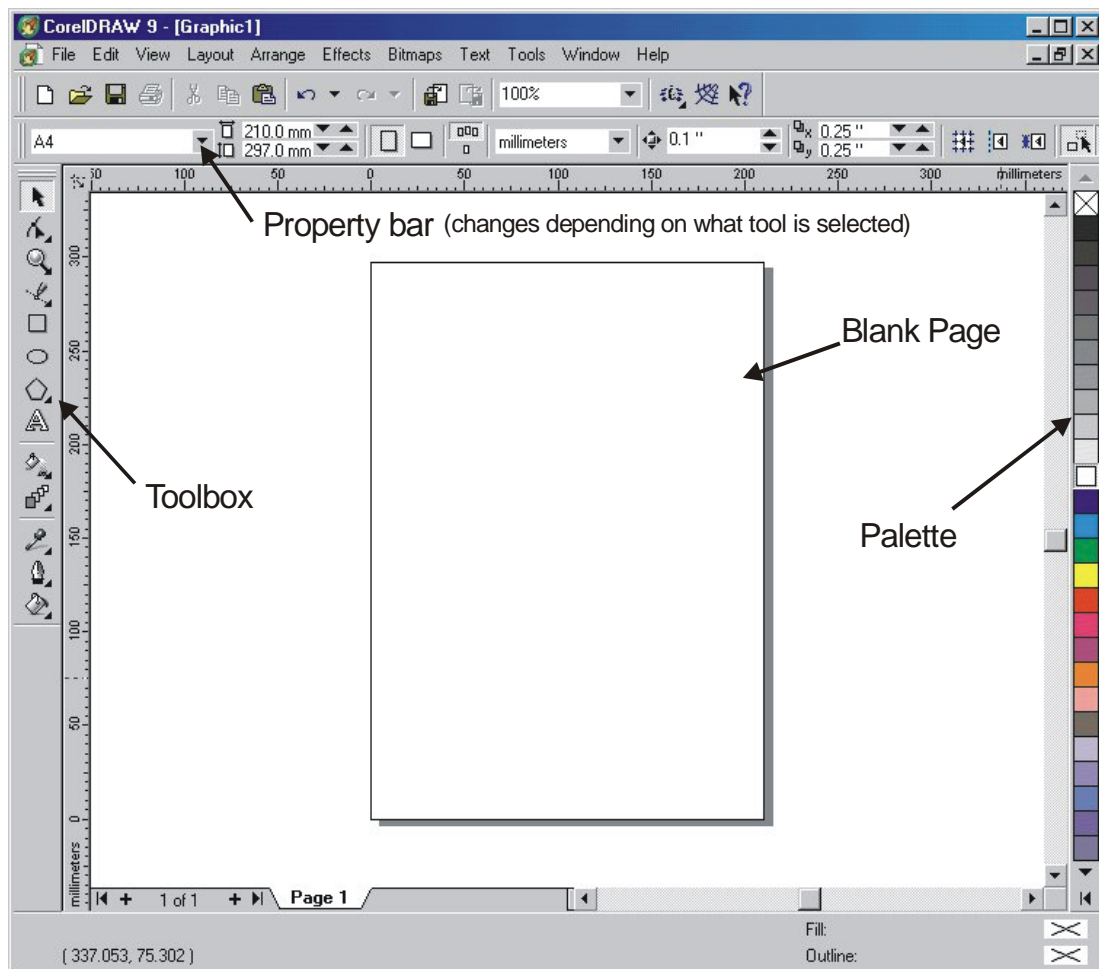 CorelDRAW 9 - [Graphic1]
File Edit View Layout Arrange Effects Bitmaps Text Tools Window Help
100%
A4
210.0 mm
297.0 mm
millimeters
0.1 "
x 0.25 "
y 0.25 "
50 100 50 0 50 100 150 200 250 300 millimeters
Property bar (changes depending on what tool is selected)
300
Blank Page
250
200
Toolbox
Palette
150
100
50
0
millimeters
1 of 1
Page 1
Fill:
( 337.053, 75.302 )
Outline: